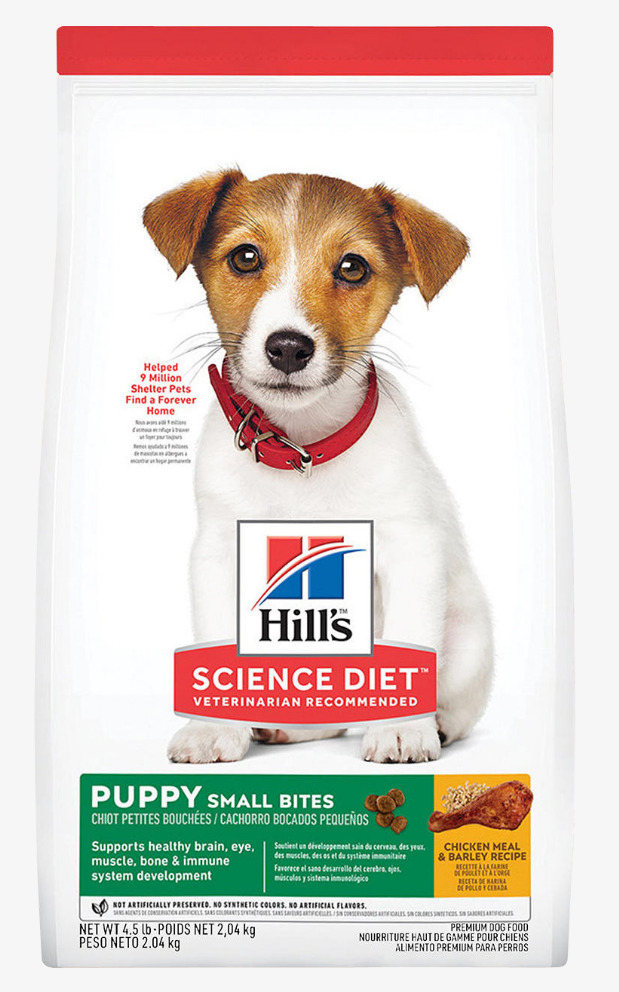 Helped
9 Million
Shelter Pets
Find a Forever
Home
Nous avons aidé 9 millions
d'animaux en refuge à trouver
un foyer pour toujours
Hemos ayudado a 9 millones
de mascotas en albergues a
encontrar un hogar permanente
Hill's™
SCIENCE DIET™
VETERINARIAN RECOMMENDED
PUPPY SMALL BITES
CHIOT PETITES BOUCHÉES / CACHORRO BOCADOS PEQUEÑOS
Supports healthy brain, eye,
muscle, bone & immune
system development
Soutient un développement sain du cerveau, des yeux,
des muscles, des os et du système immunitaire
Favorece el sano desarrollo del cerebro, ojos,
músculos y sistema inmunológico
CHICKEN MEAL
& BARLEY RECIPE
RECETTE À LA FARINE
DE POULET ET À L'ORGE
RECETA DE HARINA
DE POLLO Y CEBADA
NOT ARTIFICIALLY PRESERVED. NO SYNTHETIC COLORS. NO ARTIFICIAL FLAVORS.
SANS AGENTS DE CONSERVATION ARTIFICIELS. SANS COLORANTS SYNTHÉTIQUES. SANS SAVEURS ARTIFICIELLES. / SIN CONSERVADORES ARTIFICIALES. SIN COLORES SINTÉTICOS. SIN SABORES ARTIFICIALES.
NET WT 4.5 lb·POIDS NET 2,04 kg
PESO NETO 2.04 kg
PREMIUM DOG FOOD
NOURRITURE HAUT DE GAMME POUR CHIENS
ALIMENTO PREMIUM PARA PERROS